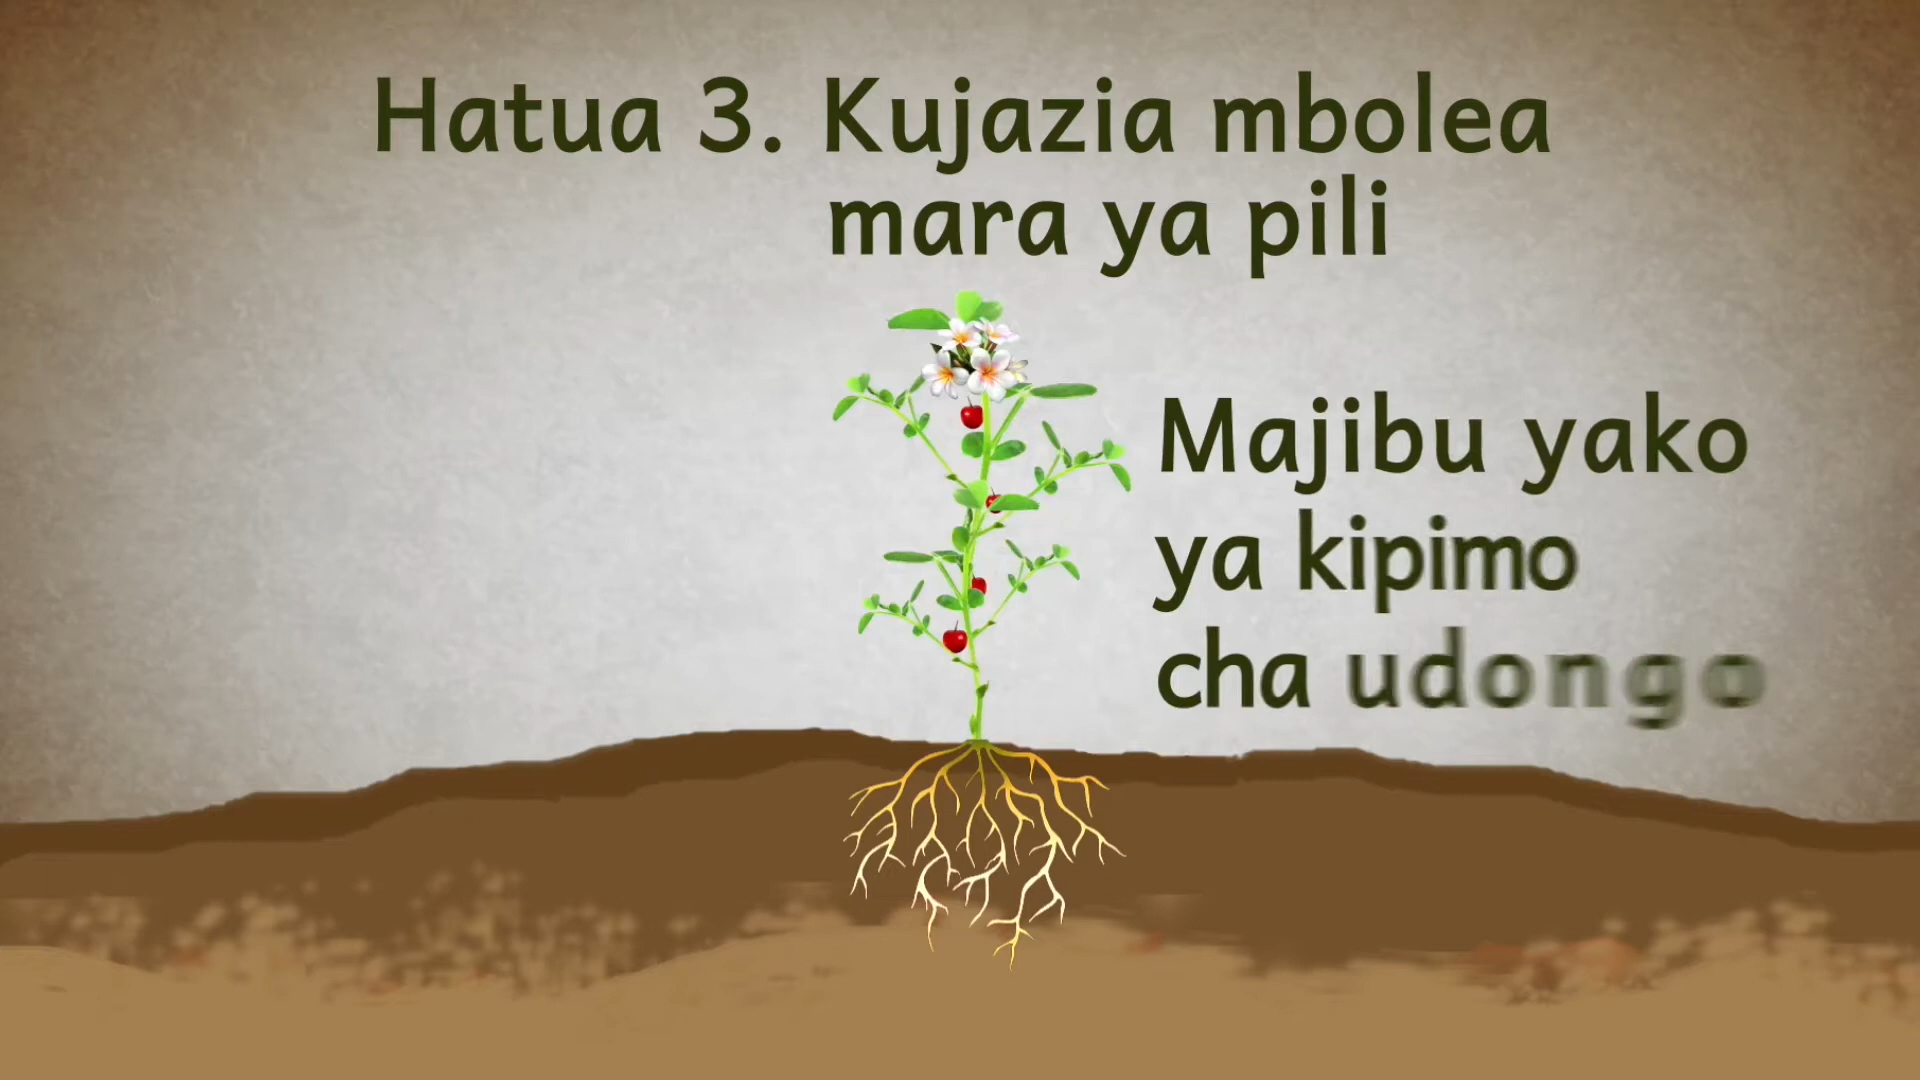 Hatua 3. Kujazia mbolea
mara ya pili
Majibu yako
ya kipimo
cha udongo